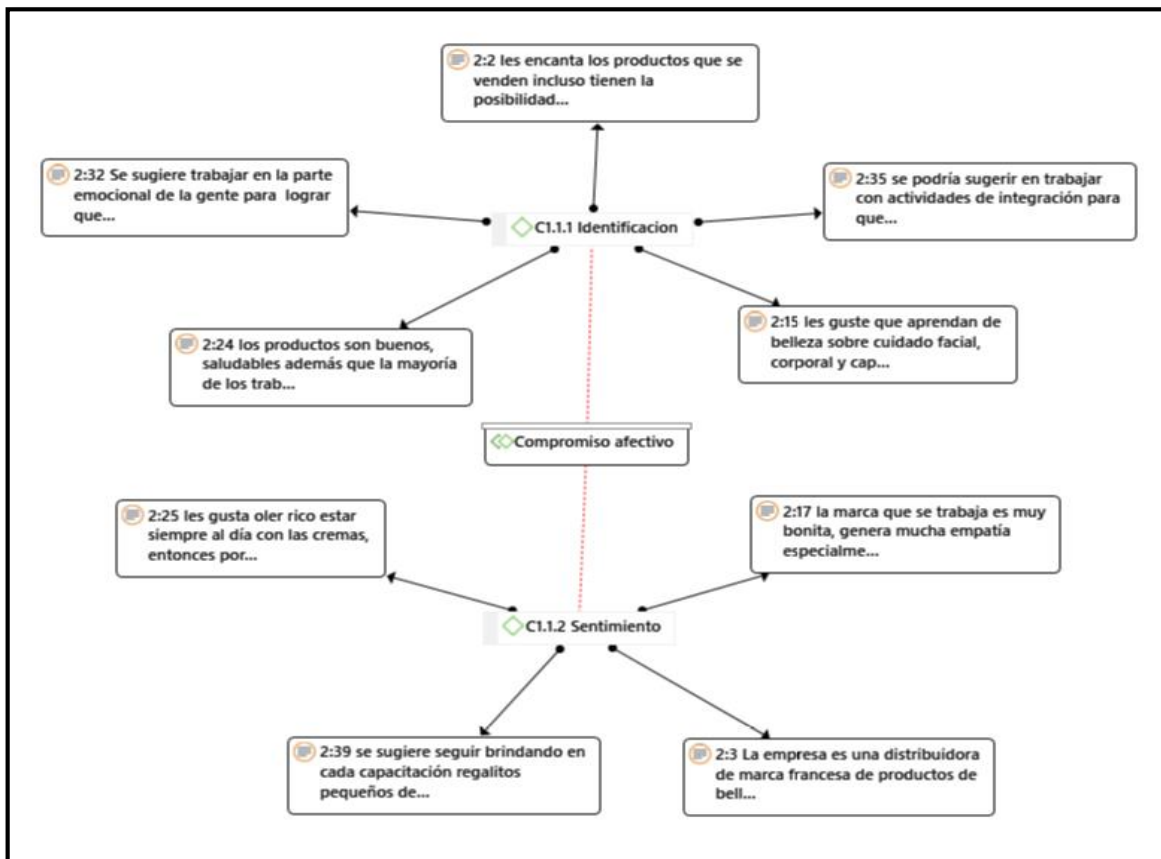 2:2 les encanta los productos que se
venden incluso tienen la
posibilidad...
2:32 Se sugiere trabajar en la parte
emocional de la gente para lograr
que...
2:35 se podría sugerir en trabajar
con actividades de integración para
que...
C1.1.1 Identificacion
2:24 los productos son buenos,
saludables además que la mayoría
de los trab...
2:15 les guste que aprendan de
belleza sobre cuidado facial,
corporal y cap...
Compromiso afectivo
2:25 les gusta oler rico estar
siempre al día con las cremas,
entonces por...
2:17 la marca que se trabaja es muy
bonita, genera mucha empatía
especialme...
C1.1.2 Sentimiento
2:39 se sugiere seguir brindando en
cada capacitación regalitos
pequeños de...
2:3 La empresa es una distribuidora
de marca francesa de productos de
bell...